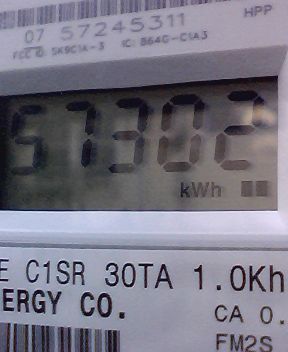 HPP
07 57245311
FCC ID: SK9C1A-3 IC: 864G-C1A3
57302
kWh
E C1SR 30TA 1.0Kh
ERGY CO.
CA 0.
FM2S